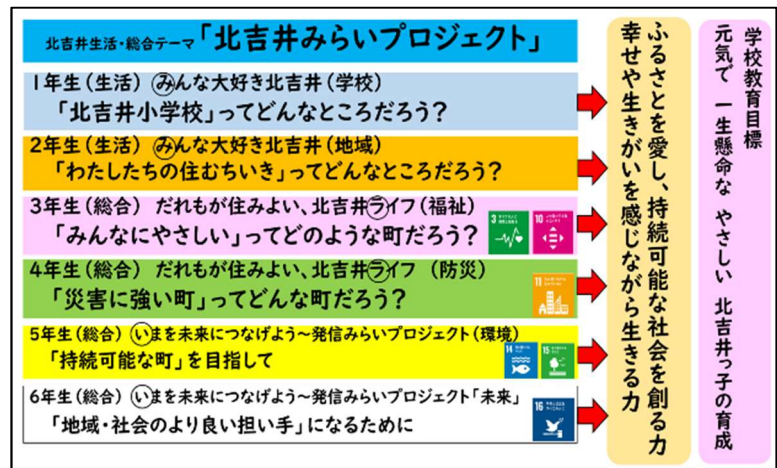 北吉井生活・総合テーマ「北吉井みらいプロジェクト」
1年生(生活) みんな大好き北吉井(学校)
「北吉井小学校」ってどんなところだろう?
2年生(生活) みんな大好き北吉井(地域)
「わたしたちの住むちいき」ってどんなところだろう?
3年生(総合) だれもが住みよい、北吉井ライフ(福祉)
「みんなにやさしい」ってどのような町だろう?
3
10
4年生(総合) だれもが住みよい、北吉井ライフ (防災)
「災害に強い町」ってどんな町だろう?
11
5年生(総合) いまを未来につなげよう~発信みらいプロジェクト(環境)
「持続可能な町」を目指して
14
15
6年生(総合) いまを未来につなげよう~発信みらいプロジェクト「未来」
「地域・社会のより良い担い手」になるために
16
ふるさとを愛し、持続可能な社会を創る力
幸せや生きがいを感じながら生きる力
学校教育目標
元気で 一生懸命な やさしい 北吉井っ子の育成